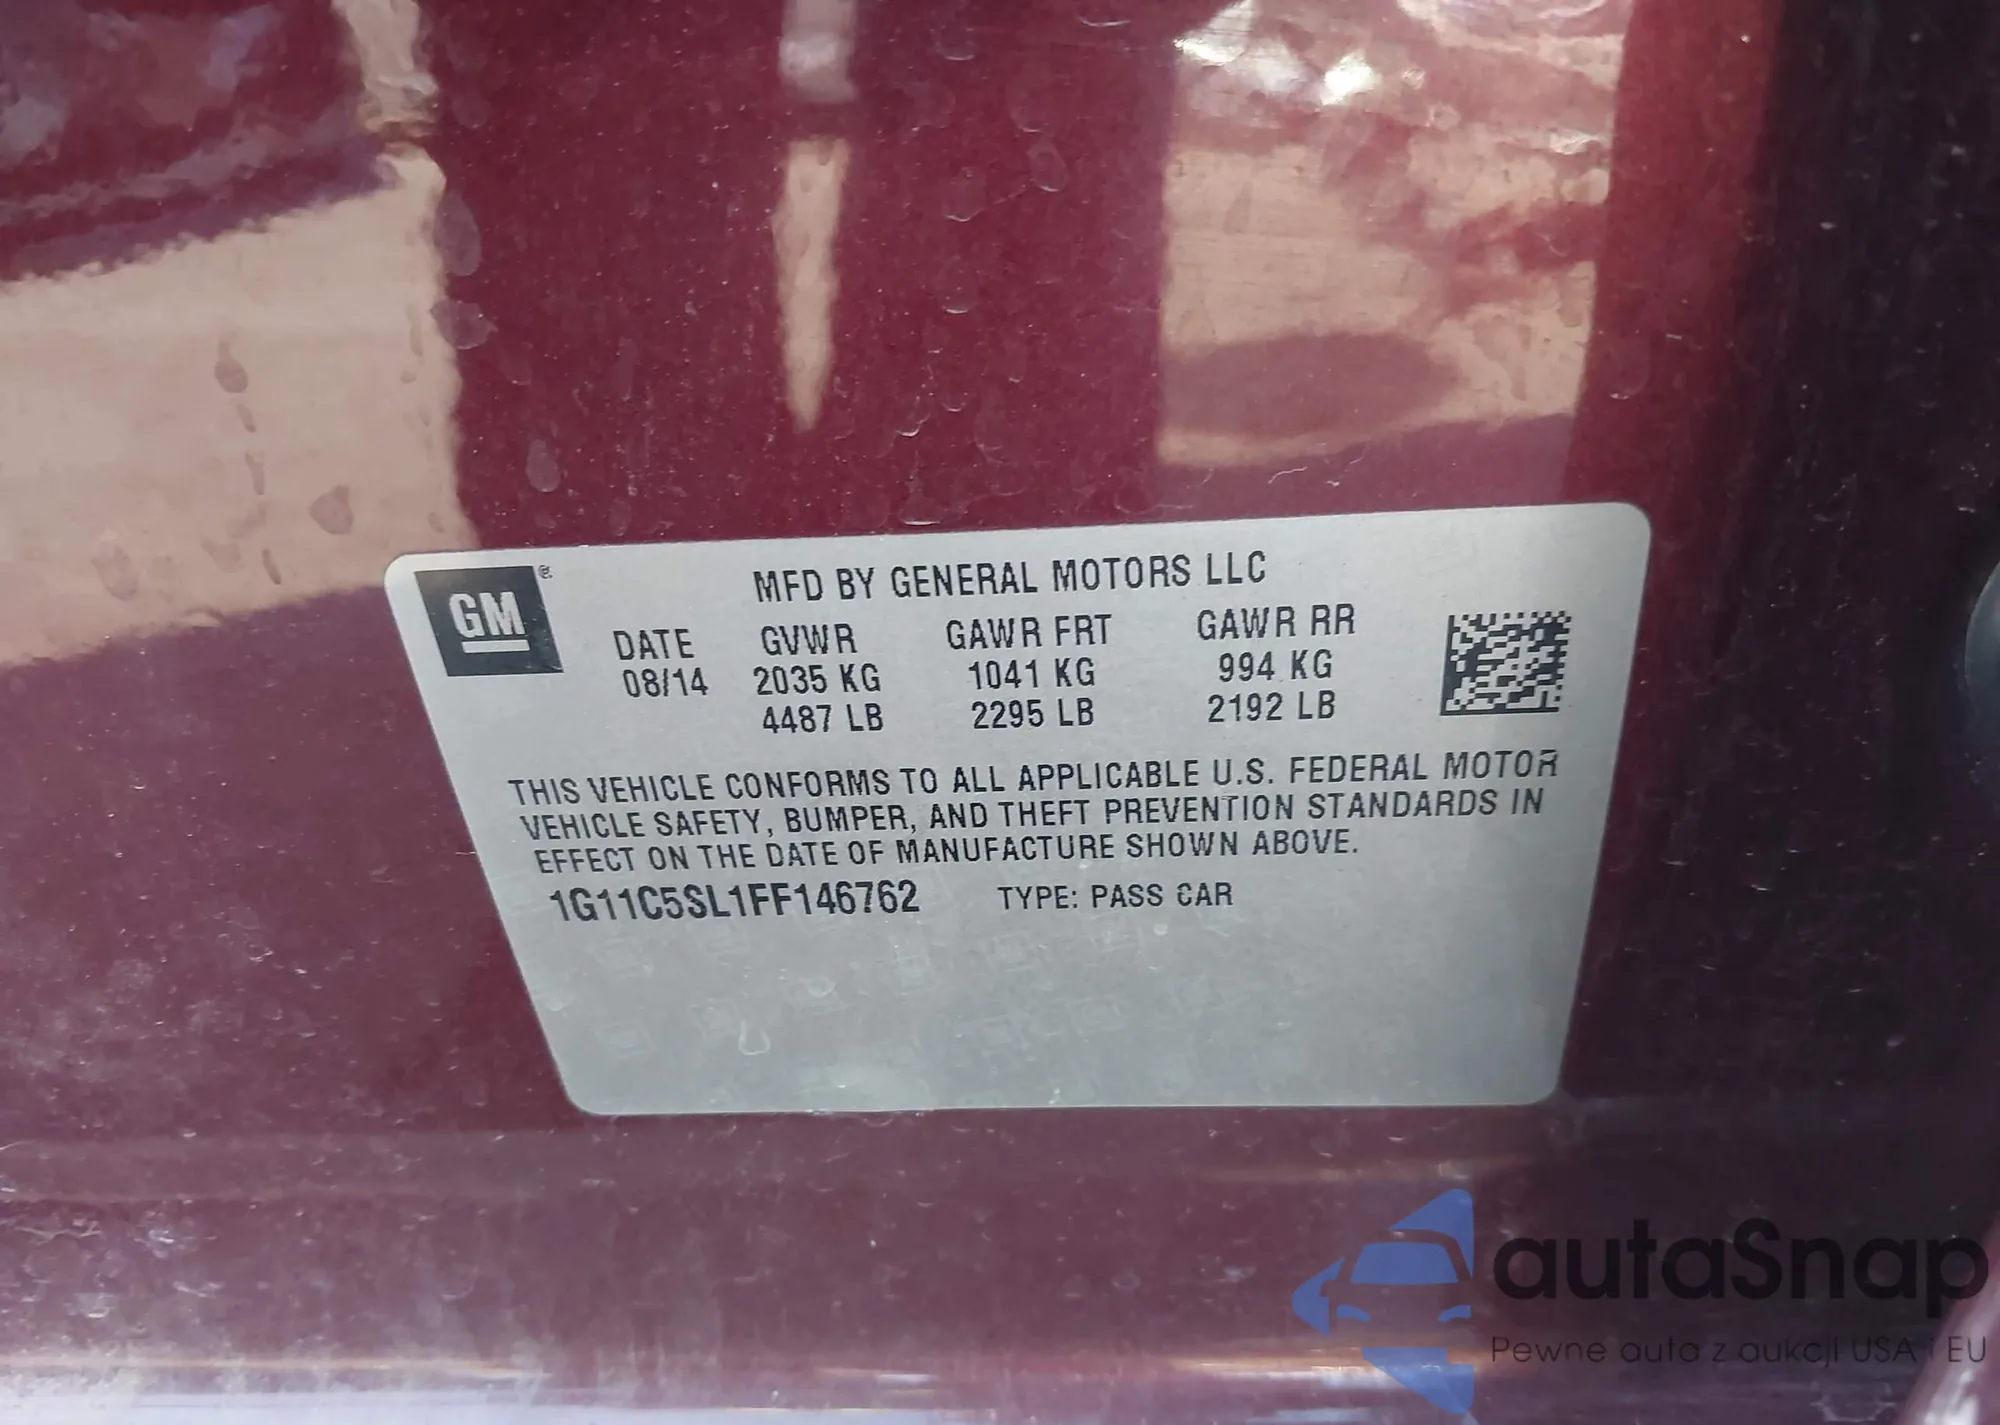 GM
MFD BY GENERAL MOTORS LLC
DATE GVWR GAWR FRT GAWR RR
08/14 2035 KG 1041 KG 994 KG
4487 LB 2295 LB 2192 LB
THIS VEHICLE CONFORMS TO ALL APPLICABLE U.S. FEDERAL MOTOR
VEHICLE SAFETY, BUMPER, AND THEFT PREVENTION STANDARDS IN
EFFECT ON THE DATE OF MANUFACTURE SHOWN ABOVE.
1G11C5SL1FF146762 TYPE: PASS CAR
autaSnap
Pewne auta z aukcji USA i EU